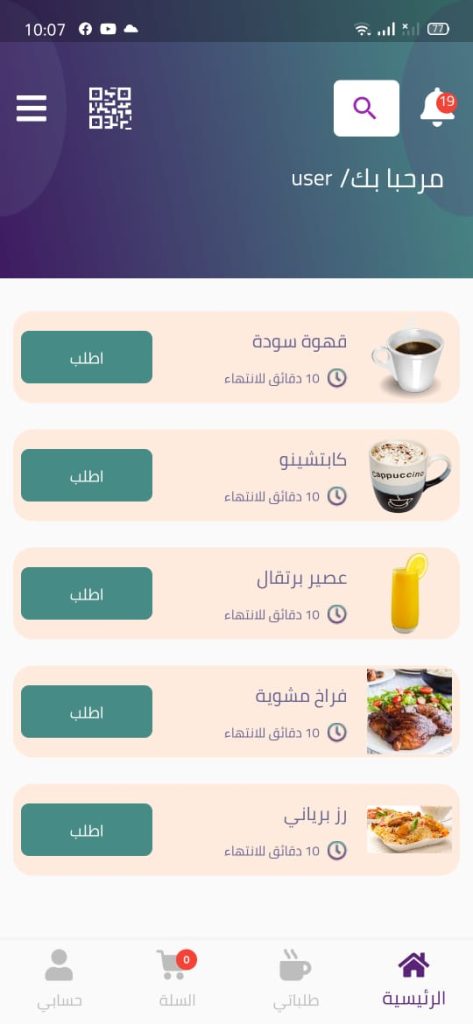 10:07
77
19
مرحبا بك/ user
قهوة سودة
10 دقائق للانتهاء
اطلب
كابتشينو
10 دقائق للانتهاء
اطلب
cappuccino
عصير برتقال
10 دقائق للانتهاء
اطلب
فراخ مشوية
10 دقائق للانتهاء
اطلب
رز برياني
10 دقائق للانتهاء
اطلب
0
الرئيسية
طلباتي
السلة
حسابي